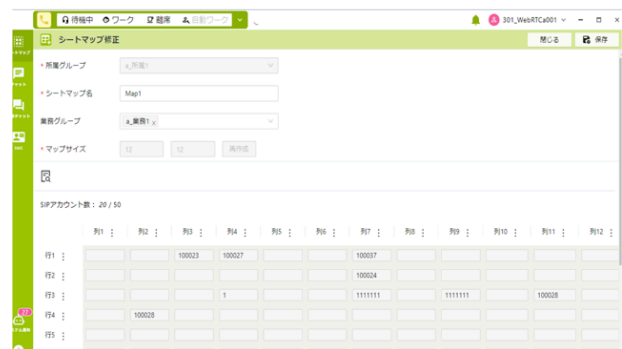 待機中 ワーク 離席 自動ワーク 301_WebRTCa001
シートマップ修正 閉じる 保存
* 所属グループ a_所属1
* シートマップ名 Map1
業務グループ a_業務1 x
* マップサイズ 12 12 再作成
SIPアカウント数： 20 / 50
列1 列2 列3 列4 列5 列6 列7 列8 列9 列10 列11 列12
行1 100023 100027 100037
行2 100024
行3 1 1111111 1111111 100028
行4 100028
行5